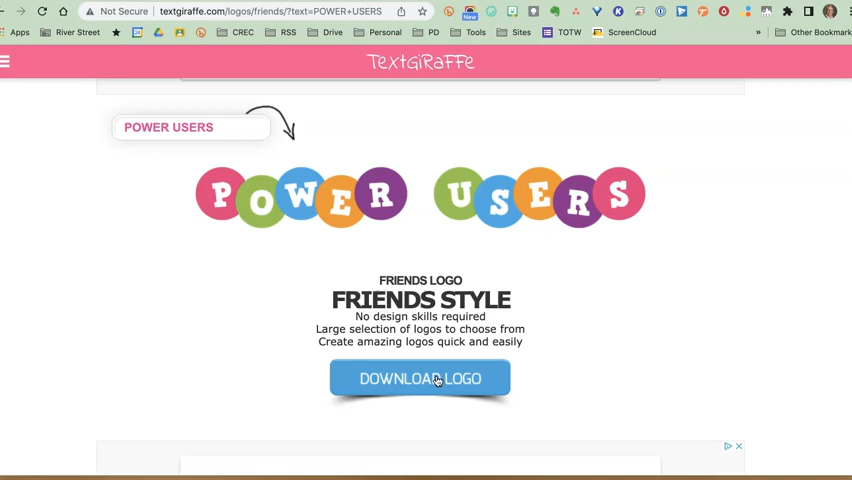 Not Secure textgiraffe.com/logos/friends/?text=POWER+USERS
New
Apps River Street CREC RSS Drive Personal PD Tools Sites TOTW ScreenCloud » Other Bookmark
TextGiraffe
POWER USERS
POWER USERS
FRIENDS LOGO
FRIENDS STYLE
No design skills required
Large selection of logos to choose from
Create amazing logos quick and easily
DOWNLOAD LOGO